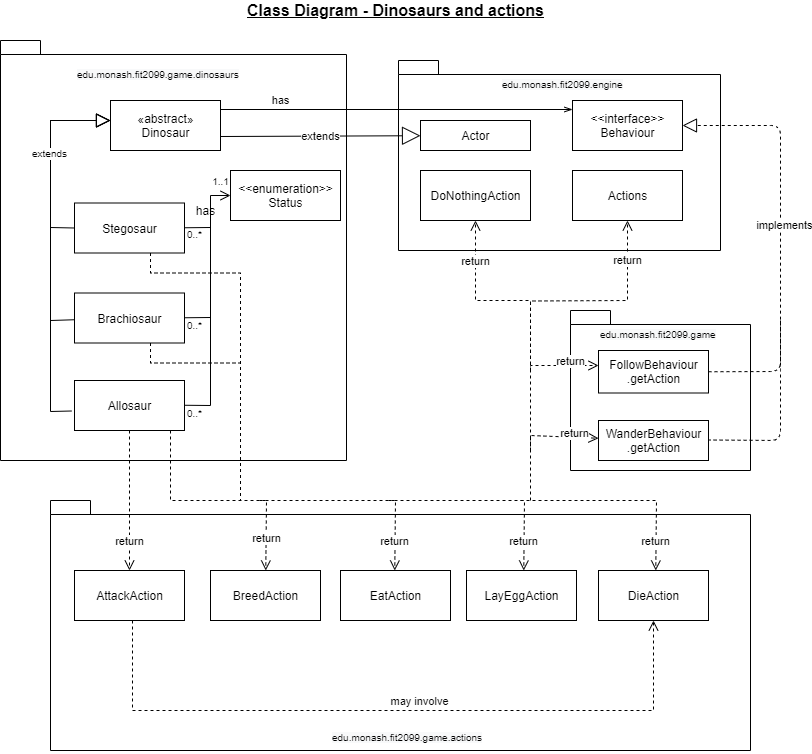 Class Diagram - Dinosaurs and actions
edu.monash.fit2099.game.dinosaurs
«abstract»
Dinosaur
has
extends
extends
1..1
<<enumeration>>
Status
has
Stegosaur
0..*
Brachiosaur
0..*
Allosaur
0..*
edu.monash.fit2099.engine
Actor
<<interface>>
Behaviour
DoNothingAction
Actions
return
return
implements
edu.monash.fit2099.game
return
FollowBehaviour
.getAction
return
WanderBehaviour
.getAction
return
return
return
return
return
AttackAction
BreedAction
EatAction
LayEggAction
DieAction
may involve
edu.monash.fit2099.game.actions